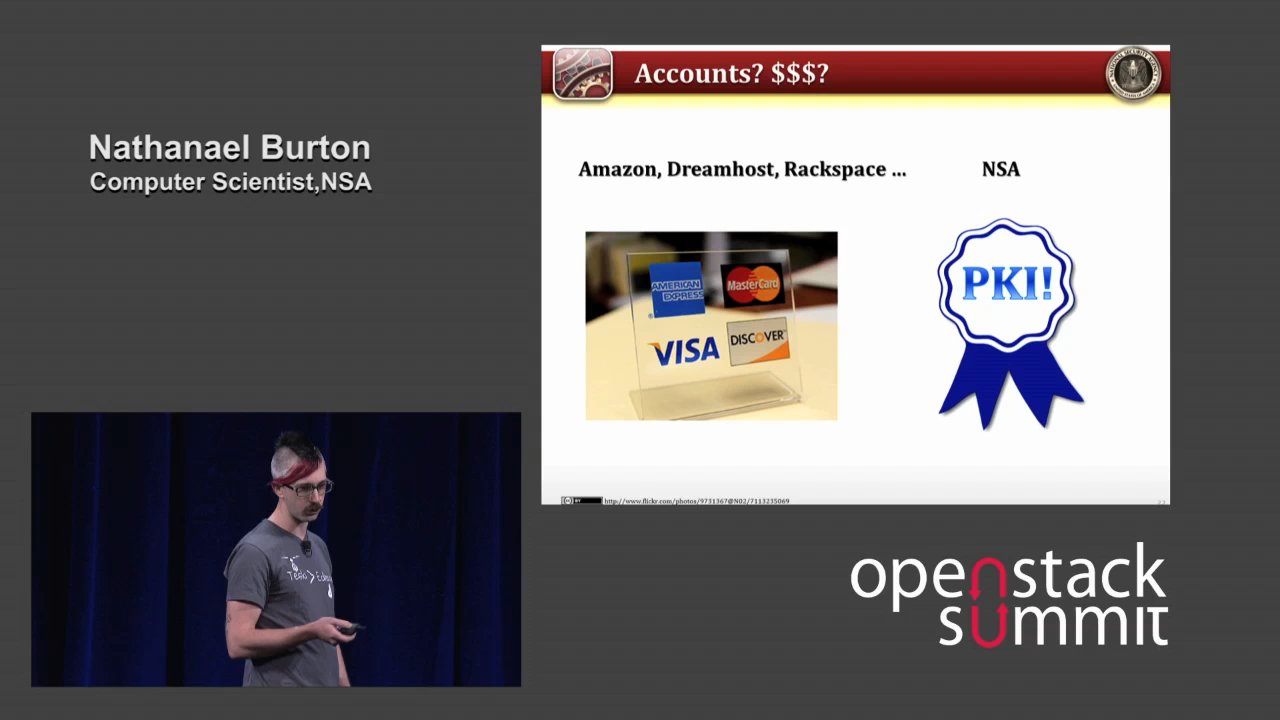 Nathanael Burton
Computer Scientist,NSA
Accounts? $$$?
Amazon, Dreamhost, Rackspace ...
NSA
AMERICAN
EXPRESS
MasterCard
VISA
DISCOVER
PKI!
BY
http://www.flickr.com/photos/9731367@N02/7113235069
openstack
summit